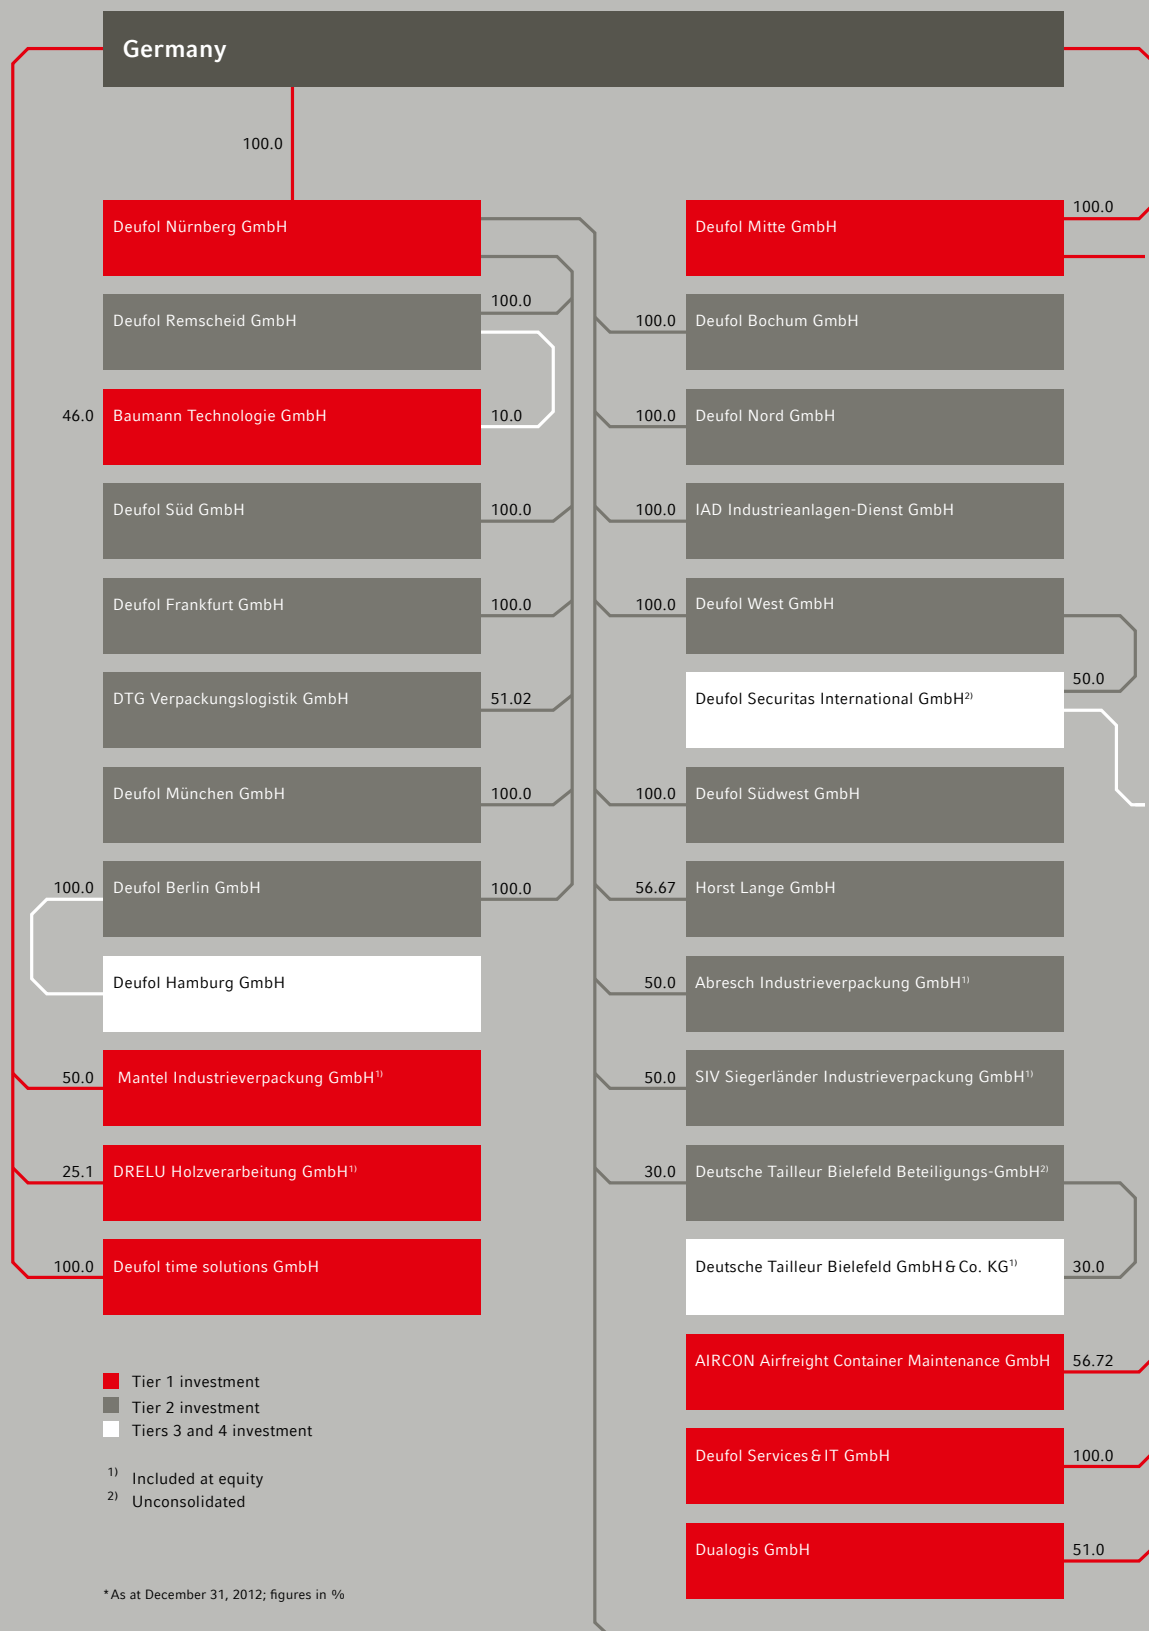 Germany
100.0
Deufol Nürnberg GmbH
Deufol Remscheid GmbH
100.0
46.0
Baumann Technologie GmbH
10.0
Deufol Süd GmbH
100.0
Deufol Frankfurt GmbH
100.0
DTG Verpackungslogistik GmbH
51.02
Deufol München GmbH
100.0
100.0
Deufol Berlin GmbH
100.0
Deufol Hamburg GmbH
50.0
Mantel Industrieverpackung GmbH1)
25.1
DRELU Holzverarbeitung GmbH1)
100.0
Deufol time solutions GmbH
Deufol Mitte GmbH
100.0
100.0
Deufol Bochum GmbH
100.0
Deufol Nord GmbH
100.0
IAD Industrieanlagen-Dienst GmbH
100.0
Deufol West GmbH
Deufol Securitas International GmbH2)
50.0
100.0
Deufol Südwest GmbH
56.67
Horst Lange GmbH
50.0
Abresch Industrieverpackung GmbH1)
50.0
SIV Siegerländer Industrieverpackung GmbH1)
30.0
Deutsche Tailleur Bielefeld Beteiligungs-GmbH2)
Deutsche Tailleur Bielefeld GmbH & Co. KG1)
30.0
AIRCON Airfreight Container Maintenance GmbH
56.72
Deufol Services & IT GmbH
100.0
Dualogis GmbH
51.0
Tier 1 investment
Tier 2 investment
Tiers 3 and 4 investment
1) Included at equity
2) Unconsolidated
*As at December 31, 2012; figures in %